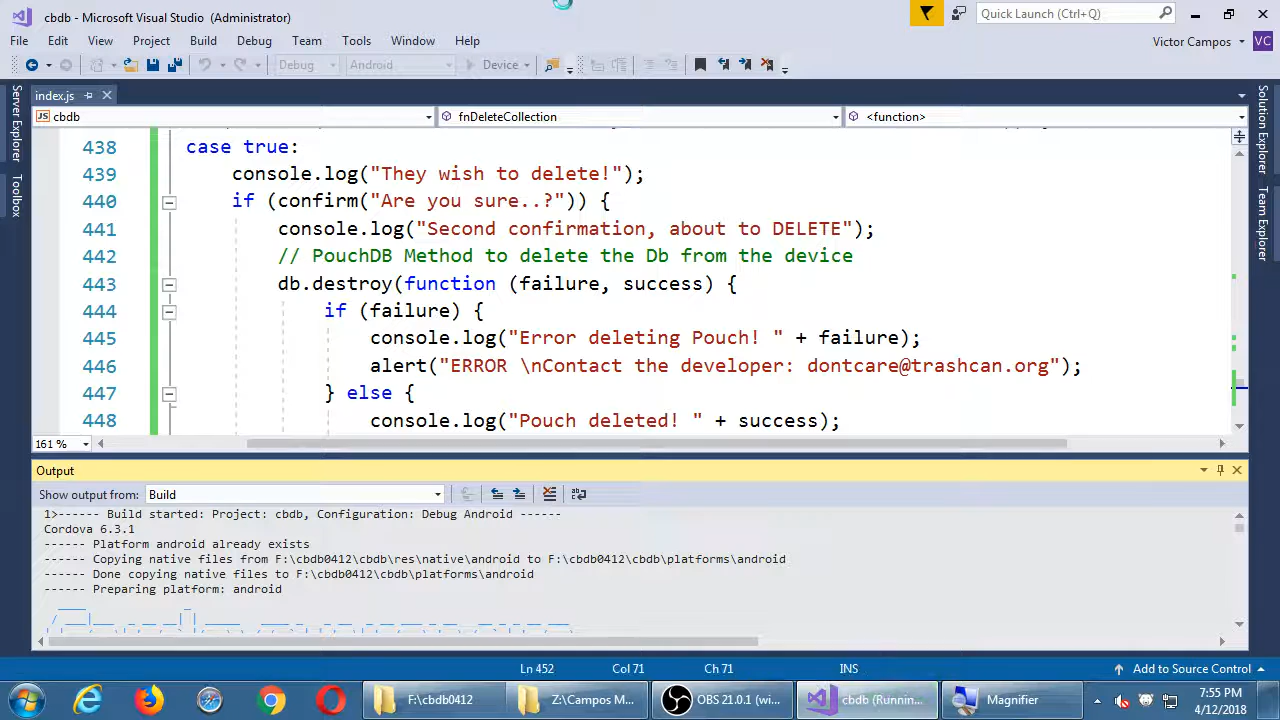 cbdb - Microsoft Visual Studio (Administrator)
Quick Launch (Ctrl+Q)
File Edit View Project Build Debug Team Tools Window Help
Victor Campos VC
Debug Android Device
index.js
cbdb fnDeleteCollection <function>
438 case true:
439 console.log("They wish to delete!");
440 if (confirm("Are you sure..?")) {
441 console.log("Second confirmation, about to DELETE");
442 // PouchDB Method to delete the Db from the device
443 db.destroy(function (failure, success) {
444 if (failure) {
445 console.log("Error deleting Pouch! " + failure);
446 alert("ERROR \nContact the developer: dontcare@trashcan.org");
447 } else {
448 console.log("Pouch deleted! " + success);
161 %
Server Explorer
Toolbox
Solution Explorer
Team Explorer
Output
Show output from: Build
1>------ Build started: Project: cbdb, Configuration: Debug Android ------
Cordova 6.3.1
------ Platform android already exists
------ Copying native files from F:\cbdb0412\cbdb\res\native\android to F:\cbdb0412\cbdb\platforms\android
------ Done copying native files to F:\cbdb0412\cbdb\platforms\android
------ Preparing platform: android
Ln 452 Col 71 Ch 71 INS Add to Source Control
F:\cbdb0412 Z:\Campos M... OBS 21.0.1 (wi... cbdb (Runnin... Magnifier
7:55 PM
4/12/2018